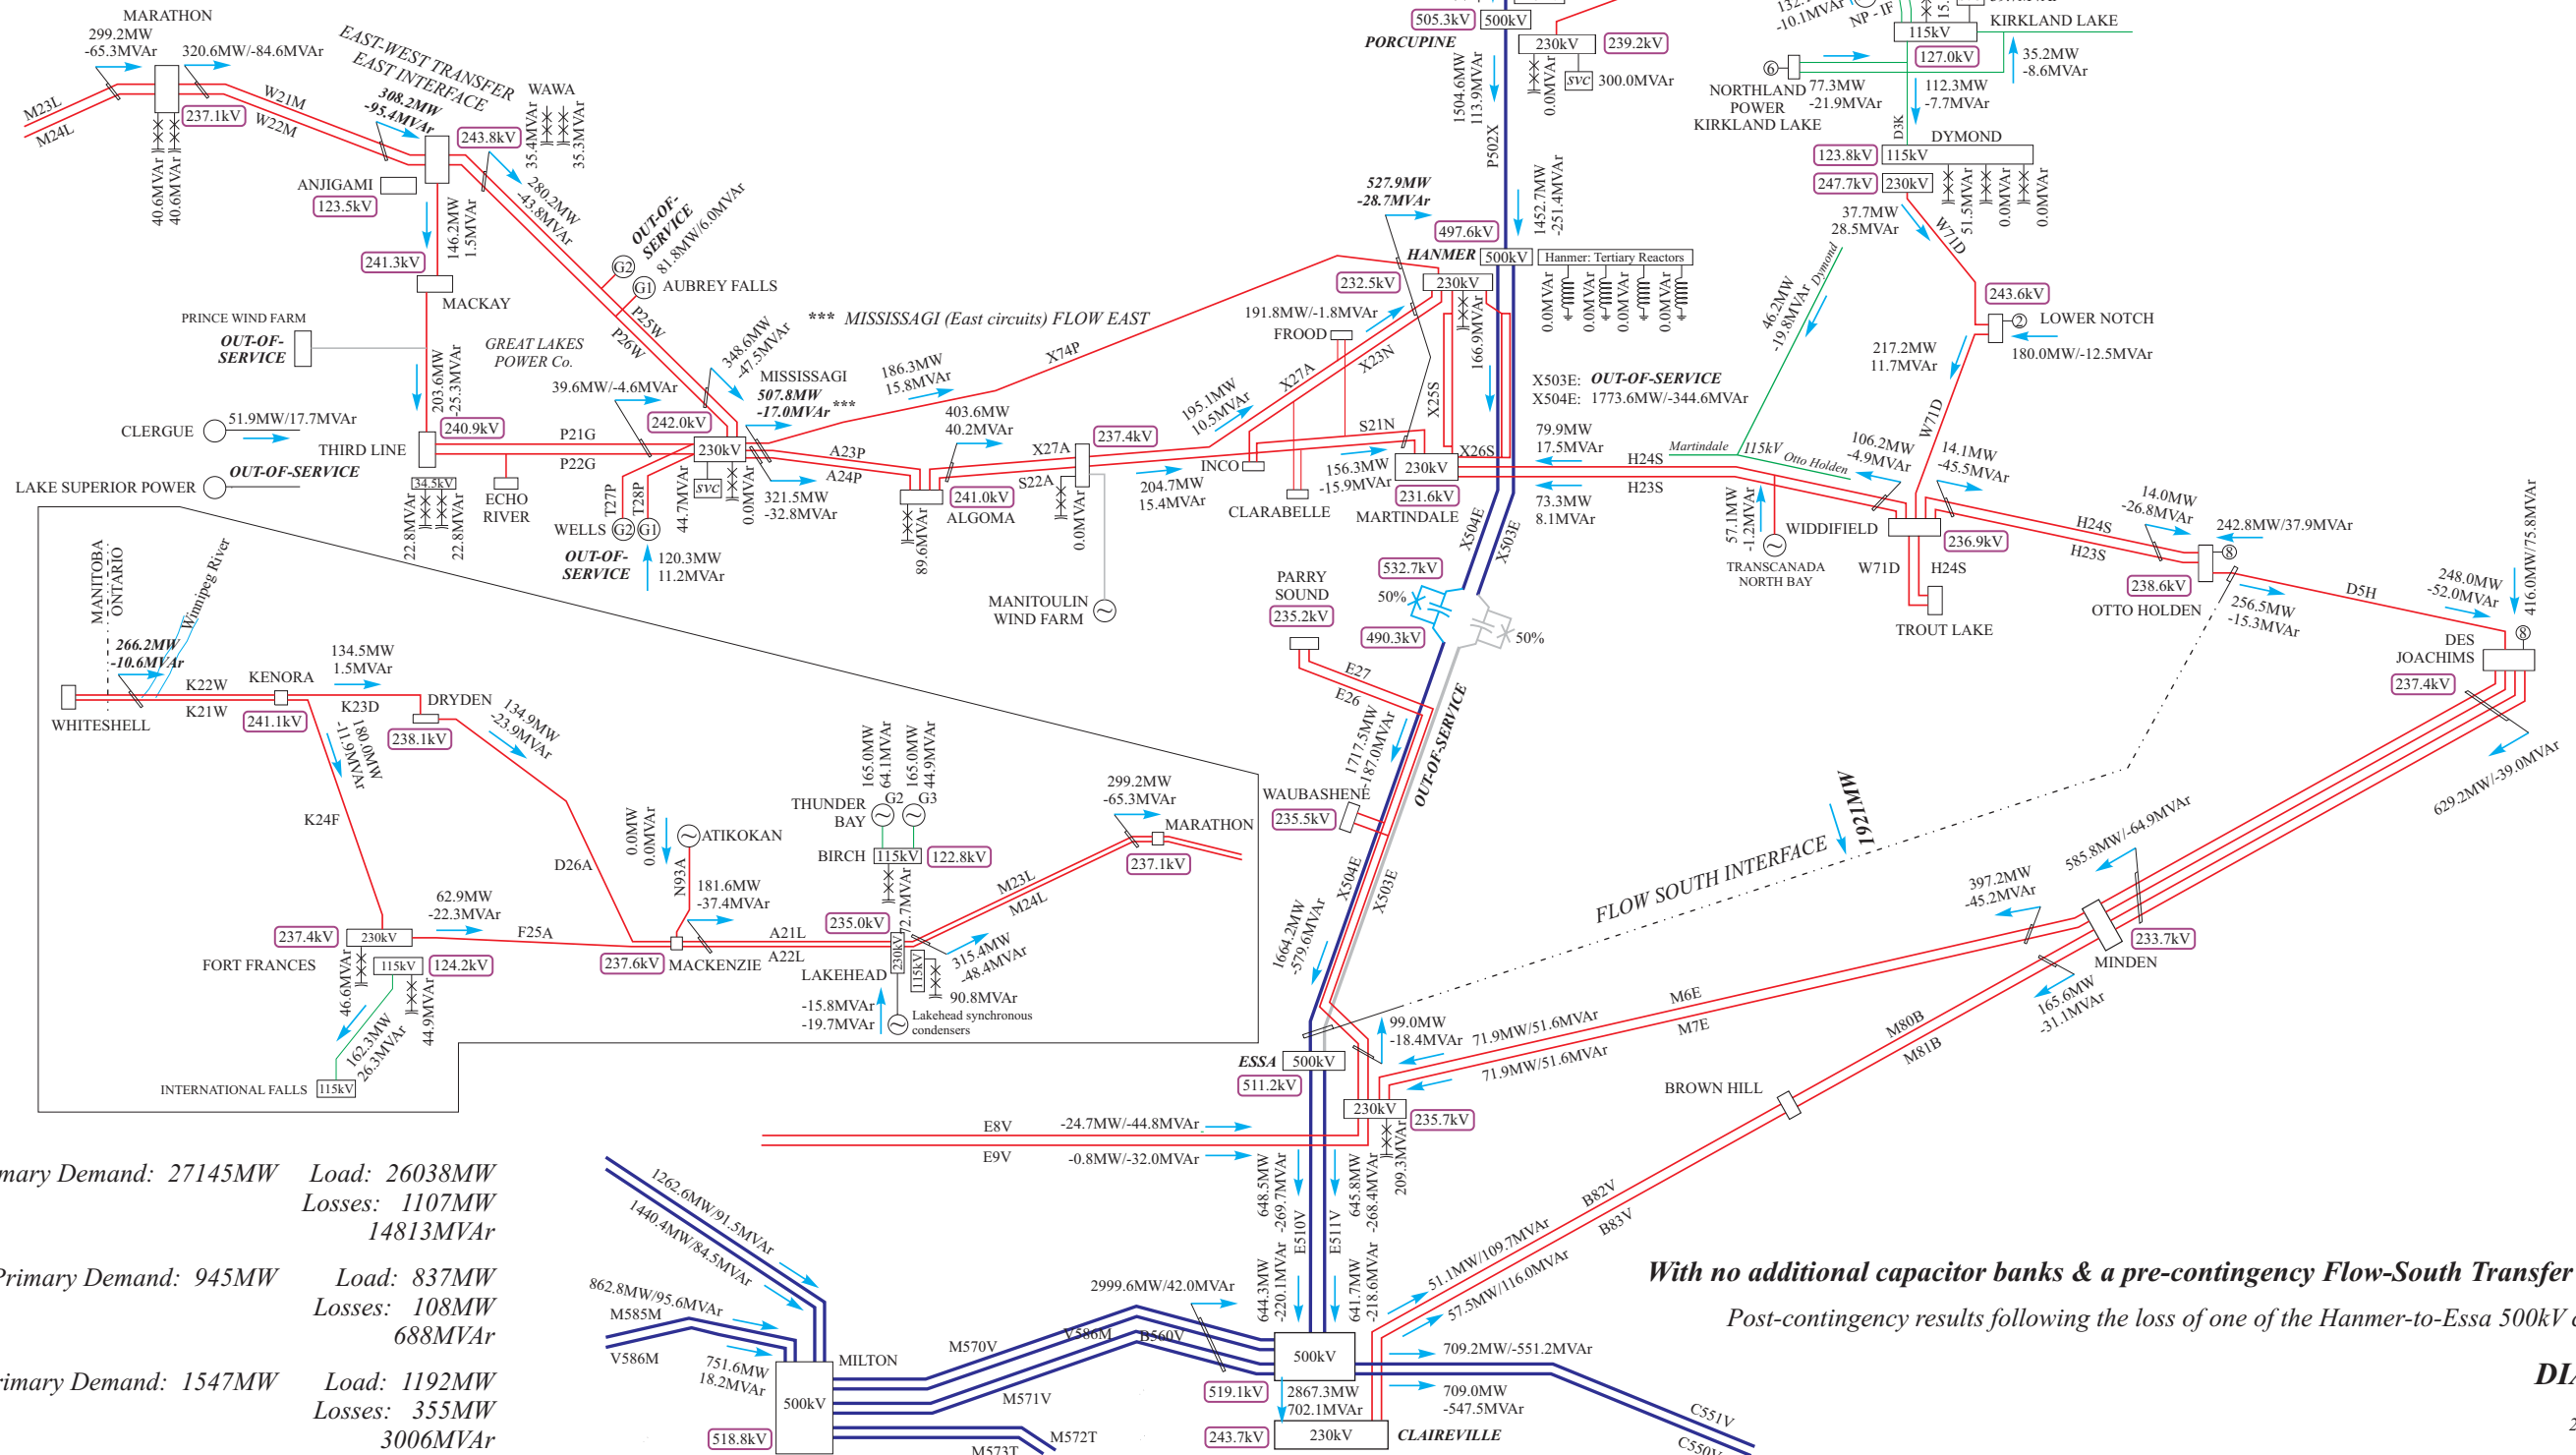 MARATHON
299.2MW
-65.3MVAr
320.6MW/-84.6MVAr
EAST-WEST TRANSFER
EAST INTERFACE
308.2MW
-95.4MVAr
M23L
M24L
237.1kV
W21M
W22M
40.6MVAr
40.6MVAr
WAWA
243.8kV
35.4MVAr
35.3MVAr
ANJIGAMI
123.5kV
280.2MW
-43.8MVAr
146.2MW
1.5MVAr
241.3kV
MACKAY
OUT-OF-
SERVICE
81.8MW/6.0MVAr
G2
G1
AUBREY FALLS
P25W
P26W
PRINCE WIND FARM
OUT-OF-
SERVICE
GREAT LAKES
POWER Co.
203.6MW
-25.3MVAr
*** MISSISSAGI (East circuits) FLOW EAST
348.6MW
-47.5MVAr
39.6MW/-4.6MVAr
MISSISSAGI
507.8MW
-17.0MVAr ***
186.3MW
15.8MVAr
X74P
CLERGUE
51.9MW/17.7MVAr
THIRD LINE
240.9kV
242.0kV
230kV
P21G
P22G
LAKE SUPERIOR POWER
OUT-OF-SERVICE
34.5kV
22.8MVAr
22.8MVAr
ECHO
RIVER
T27P
T28P
WELLS
G2
G1
OUT-OF-
SERVICE
120.3MW
11.2MVAr
svc
44.7MVAr
0.0MVAr
321.5MW
-32.8MVAr
A23P
A24P
403.6MW
40.2MVAr
241.0kV
ALGOMA
89.6MVAr
X27A
S22A
237.4kV
0.0MVAr
MANITOULIN
WIND FARM
204.7MW
15.4MVAr
195.1MW
10.5MVAr
INCO
CLARABELLE
FROOD
191.8MW/-1.8MVAr
X27A
X23N
S21N
156.3MW
-15.9MVAr
505.3kV
500kV
PORCUPINE
230kV
239.2kV
svc
300.0MVAr
0.0MVAr
1504.6MW
113.9MVAr
P502X
1452.7MW
-251.4MVAr
527.9MW
-28.7MVAr
497.6kV
HANMER
500kV
Hanmer: Tertiary Reactors
0.0MVAr
0.0MVAr
0.0MVAr
0.0MVAr
232.5kV
230kV
166.9MVAr
X25S
X26S
X503E: OUT-OF-SERVICE
X504E: 1773.6MW/-344.6MVAr
230kV
231.6kV
MARTINDALE
79.9MW
17.5MVAr
73.3MW
8.1MVAr
H24S
H23S
X504E
X503E
132.
-10.1MVAr
NP - IF
15.
KIRKLAND LAKE
115kV
127.0kV
35.2MW
-8.6MVAr
6
NORTHLAND
POWER
KIRKLAND LAKE
77.3MW
-21.9MVAr
112.3MW
-7.7MVAr
D3K
DYMOND
123.8kV
115kV
247.7kV
230kV
51.5MVAr
0.0MVAr
0.0MVAr
37.7MW
28.5MVAr
W71D
Dymond
46.2MW
-19.8MVAr
243.6kV
2
LOWER NOTCH
180.0MW/-12.5MVAr
217.2MW
11.7MVAr
W71D
Martindale
115kV
Otto Holden
106.2MW
-4.9MVAr
14.1MW
-45.5MVAr
57.1MW
-1.2MVAr
TRANSCANADA
NORTH BAY
WIDDIFIELD
236.9kV
W71D
H24S
TROUT LAKE
H24S
H23S
14.0MW
-26.8MVAr
242.8MW/37.9MVAr
8
238.6kV
OTTO HOLDEN
256.5MW
-15.3MVAr
D5H
248.0MW
-52.0MVAr
416.0MW/75.8MVAr
8
DES
JOACHIMS
237.4kV
629.2MW/-39.0MVAr
MANITOBA
ONTARIO
Winnipeg River
266.2MW
-10.6MVAr
WHITESHELL
K22W
K21W
KENORA
241.1kV
134.5MW
1.5MVAr
K23D
DRYDEN
238.1kV
134.9MW
-23.9MVAr
180.0MW
-11.9MVAr
K24F
D26A
0.0MW
0.0MVAr
ATIKOKAN
N93A
181.6MW
-37.4MVAr
62.9MW
-22.3MVAr
237.4kV
230kV
F25A
FORT FRANCES
115kV
124.2kV
46.6MVAr
44.9MVAr
162.3MW
26.3MVAr
INTERNATIONAL FALLS
115kV
237.6kV
MACKENZIE
A21L
A22L
165.0MW
64.1MVAr
165.0MW
44.9MVAr
THUNDER
BAY
G2
G3
BIRCH
115kV
122.8kV
72.7MVAr
235.0kV
230kV
115kV
LAKEHEAD
90.8MVAr
-15.8MVAr
-19.7MVAr
Lakehead synchronous
condensers
315.4MW
-48.4MVAr
M23L
M24L
299.2MW
-65.3MVAr
MARATHON
237.1kV
PARRY
SOUND
235.2kV
532.7kV
50%
490.3kV
50%
E27
E26
OUT-OF-SERVICE
1717.5MW
-187.0MVAr
WAUBASHENE
235.5kV
X504E
X503E
1664.2MW
-579.6MVAr
FLOW SOUTH INTERFACE
1921MW
397.2MW
-45.2MVAr
585.8MW/-64.9MVAr
233.7kV
MINDEN
165.6MW
-31.1MVAr
M6E
M7E
99.0MW
-18.4MVAr
71.9MW/51.6MVAr
71.9MW/51.6MVAr
ESSA
500kV
511.2kV
230kV
235.7kV
209.3MVAr
M80B
M81B
BROWN HILL
B82V
B83V
E8V
E9V
-24.7MW/-44.8MVAr
-0.8MW/-32.0MVAr
648.5MW
-269.7MVAr
645.8MW
-268.4MVAr
E510V
E511V
644.3MW
-220.1MVAr
641.7MW
-218.6MVAr
51.1MW/109.7MVAr
57.5MW/116.0MVAr
mary Demand: 27145MW Load: 26038MW
Losses: 1107MW
14813MVAr
Primary Demand: 945MW Load: 837MW
Losses: 108MW
688MVAr
rimary Demand: 1547MW Load: 1192MW
Losses: 355MW
3006MVAr
1262.6MW/91.5MVAr
1440.4MW/84.5MVAr
862.8MW/95.6MVAr
M585M
V586M
751.6MW
18.2MVAr
MILTON
500kV
518.8kV
M570V
V586M
B560V
M571V
M572T
M573T
2999.6MW/42.0MVAr
500kV
519.1kV
2867.3MW
702.1MVAr
243.7kV
230kV
CLAIREVILLE
709.2MW/-551.2MVAr
709.0MW
-547.5MVAr
C551V
C550V
With no additional capacitor banks & a pre-contingency Flow-South Transfer
Post-contingency results following the loss of one of the Hanmer-to-Essa 500kV
DIA
2